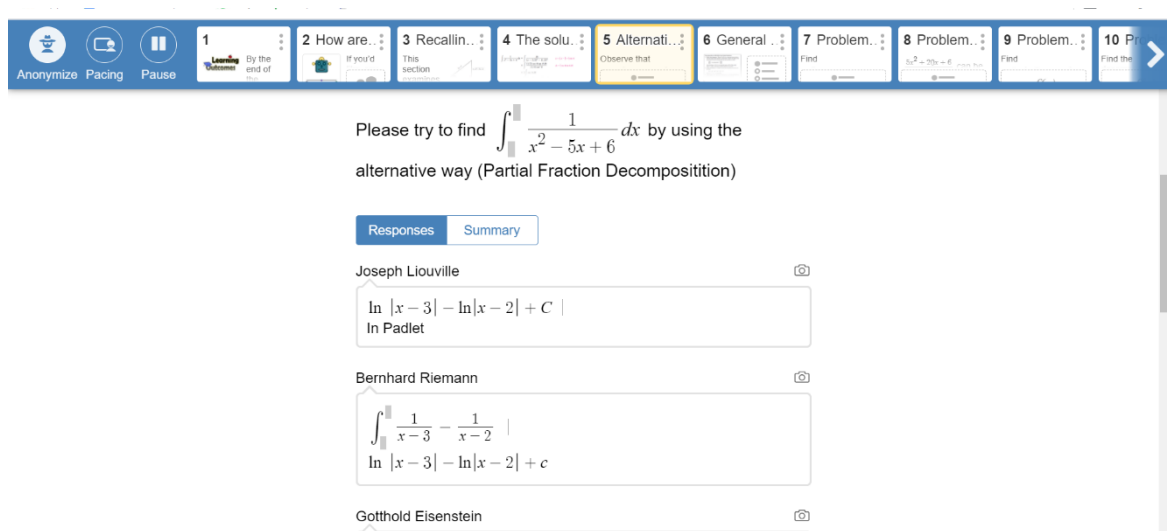 Anonymize Pacing Pause
1
Learning Outcomes
By the
end of
the
2 How are..
If you'd
3 Recallin..
This
section
4 The solu.
5 Alternati...
Observe that
6 General .
7 Problem..
Find
8 Problem..
9 Problem..
Find
10 Pr
Find the
Please try to find ∫ 1/(x² − 5x + 6) dx by using the
alternative way (Partial Fraction Decompositition)
Responses Summary
Joseph Liouville
ln |x − 3| − ln|x − 2| + C
In Padlet
Bernhard Riemann
∫ 1/(x − 3) − 1/(x − 2)
ln |x − 3| − ln|x − 2| + c
Gotthold Eisenstein